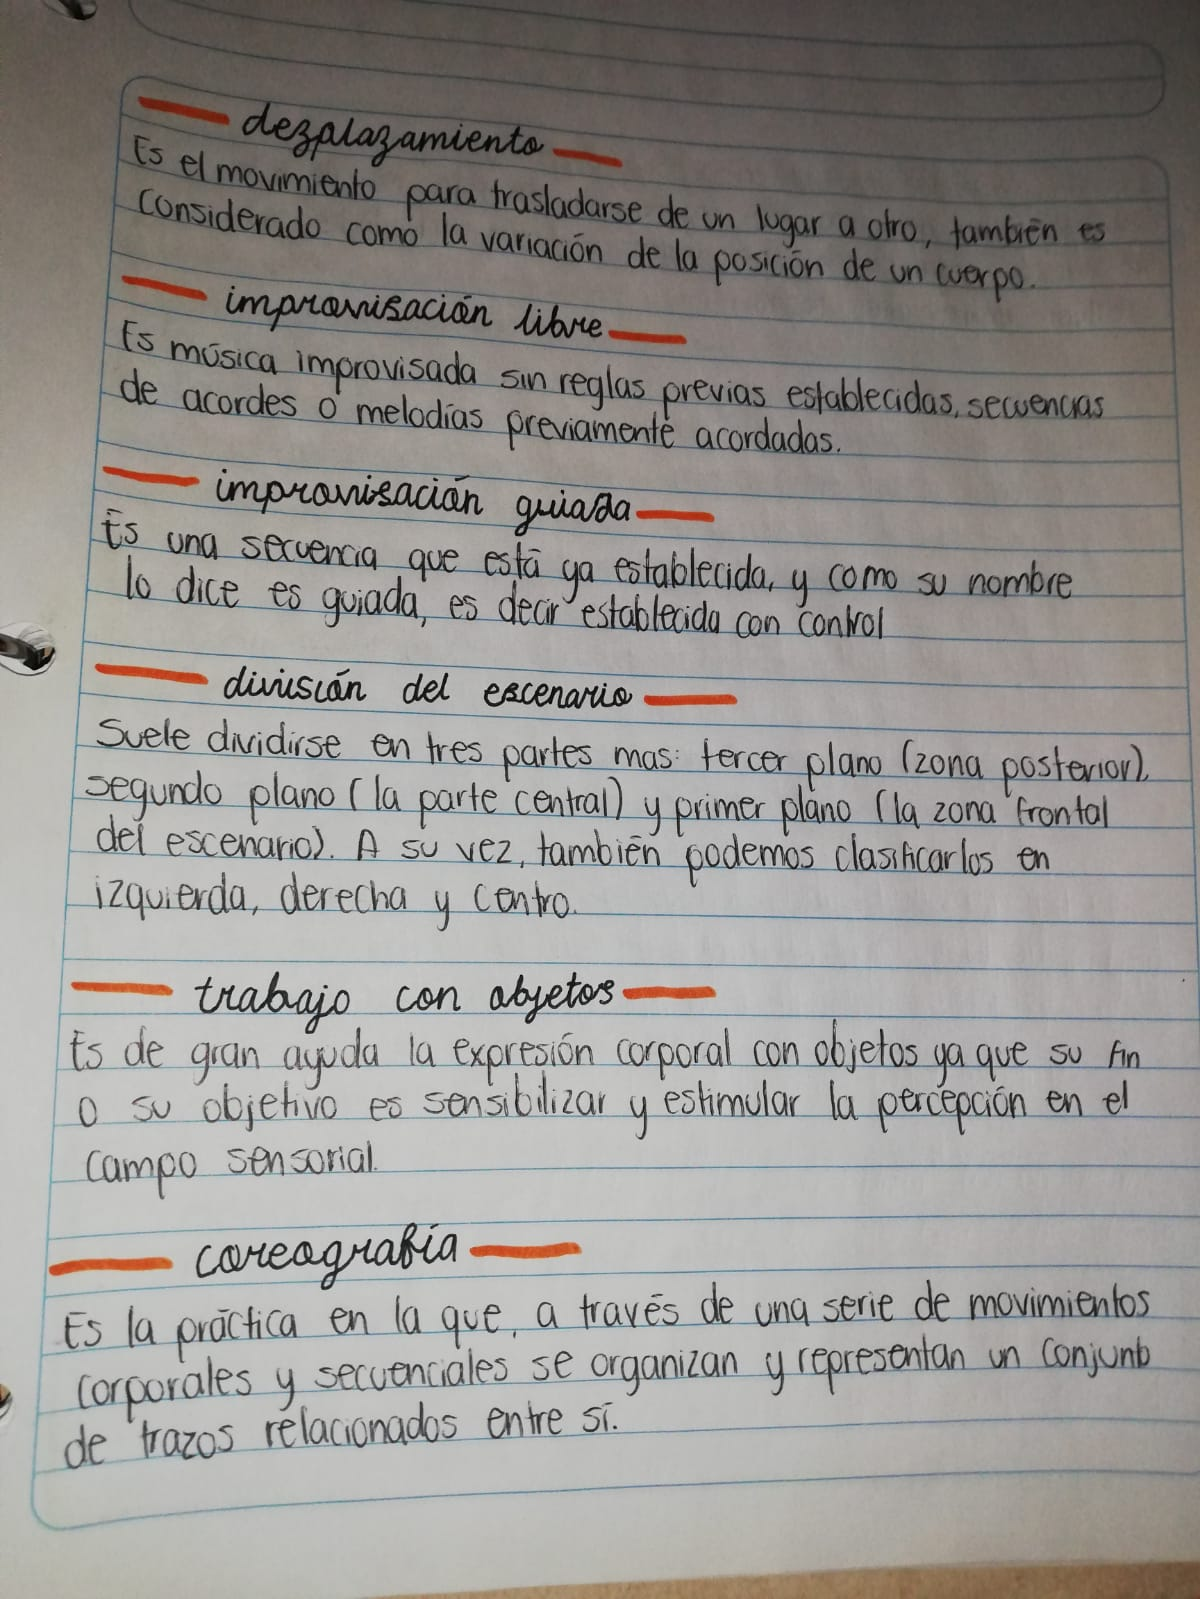 dezplazamiento
Es el movimiento para trasladarse de un lugar a otro, también es
considerado como la variación de la posición de un cuerpo.
improvisación libre
Es música improvisada sin reglas previas establecidas, secuencias
de acordes o melodías previamente acordadas.
improvisación guiada
Es una secuencia que está ya establecida, y como su nombre
lo dice es guiada, es decir establecida con control
división del escenario
Suele dividirse en tres partes mas: tercer plano (zona posterior),
segundo plano (la parte central) y primer plano (la zona frontal
del escenario). A su vez, también podemos clasificarlos en
izquierda, derecha y centro.
trabajo con objetos
Es de gran ayuda la expresión corporal con objetos ya que su fin
o su objetivo es sensibilizar y estimular la percepción en el
campo sensorial.
coreografía
Es la práctica en la que, a través de una serie de movimientos
corporales y secuenciales se organizan y representan un conjunto
de trazos relacionados entre sí.